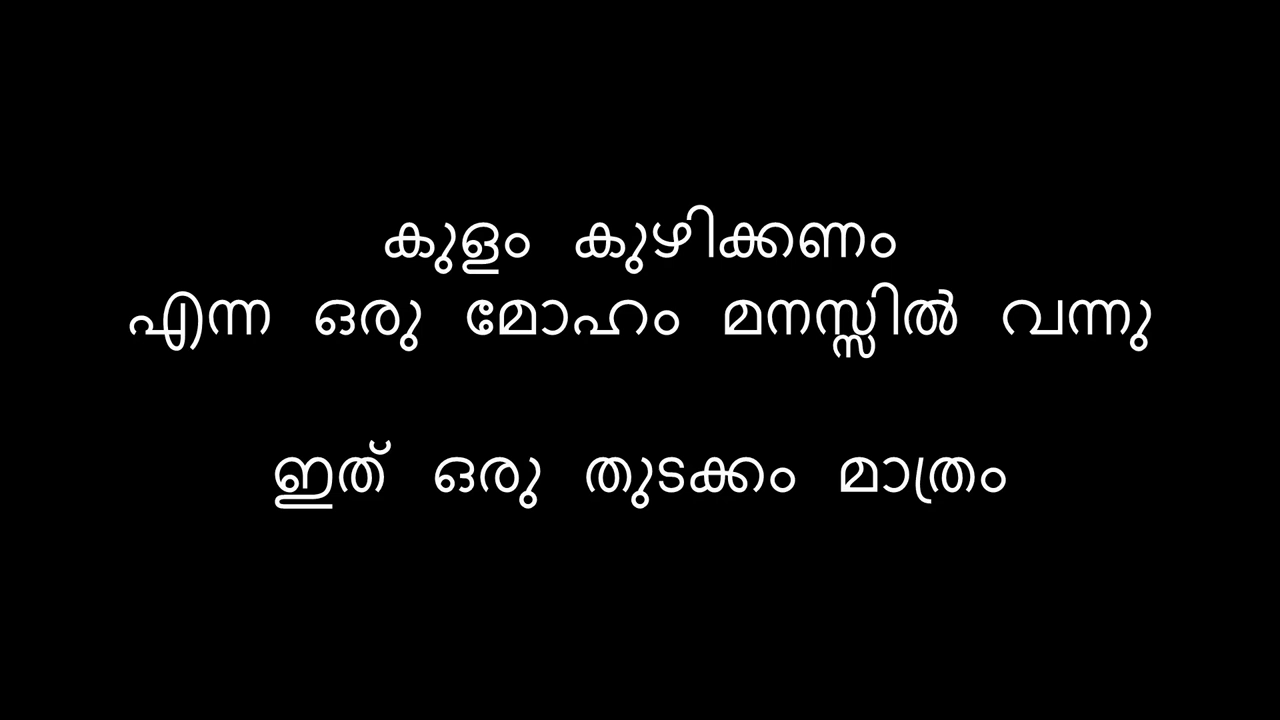 കുളം കുഴിക്കണം
എന്ന ഒരു മോഹം മനസ്സിൽ വന്നു
ഇത് ഒരു തുടക്കം മാത്രം